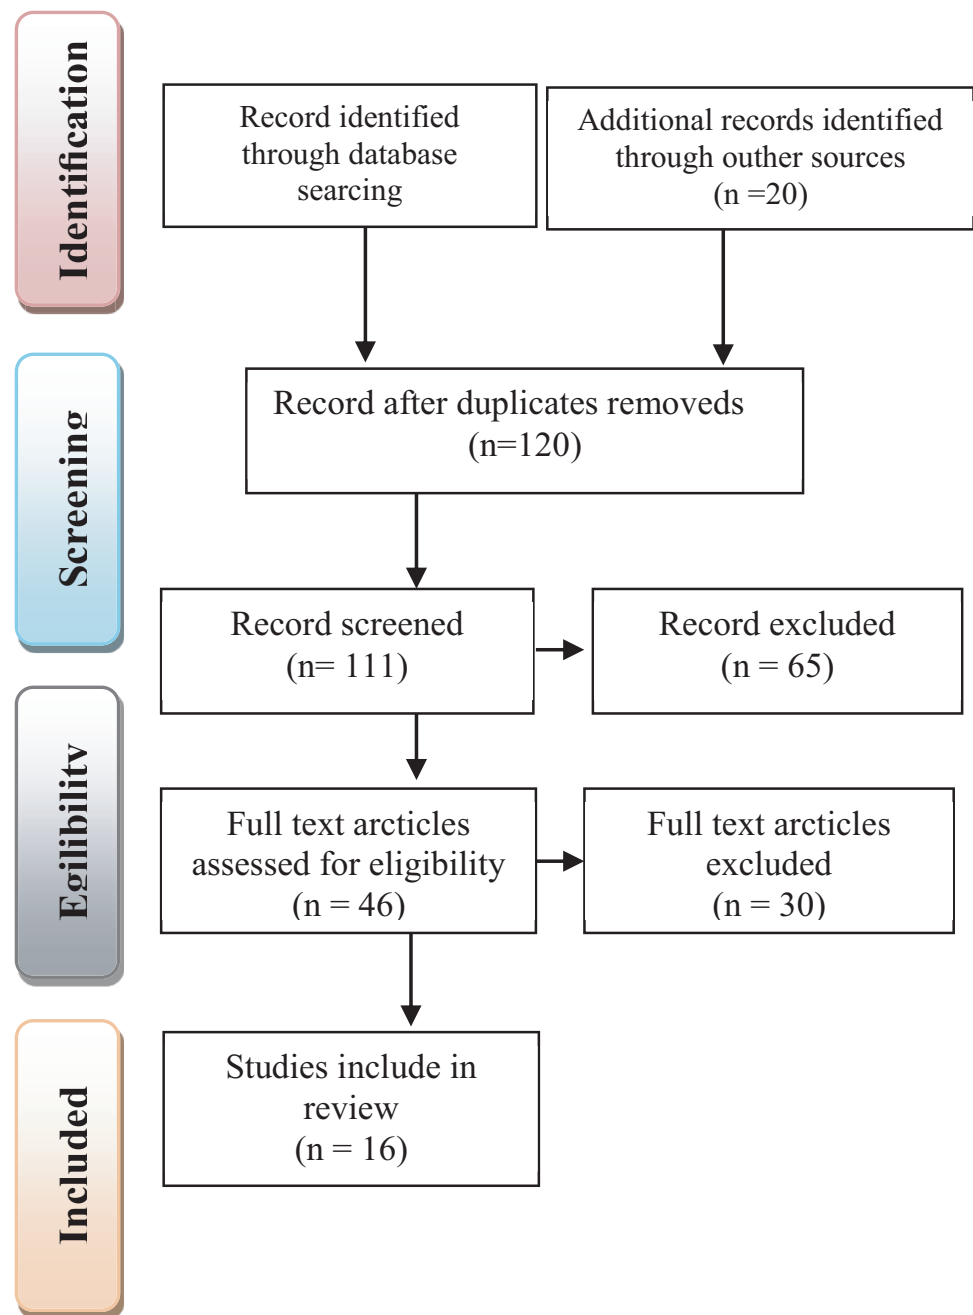 Identification
Record identified
through database
searcing
Additional records identified
through outher sources
(n =20)
Screening
Record after duplicates removeds
(n=120)
Record screened
(n= 111)
Record excluded
(n = 65)
Egilibility
Full text arcticles
assessed for eligibility
(n = 46)
Full text arcticles
excluded
(n = 30)
Included
Studies include in
review
(n = 16)